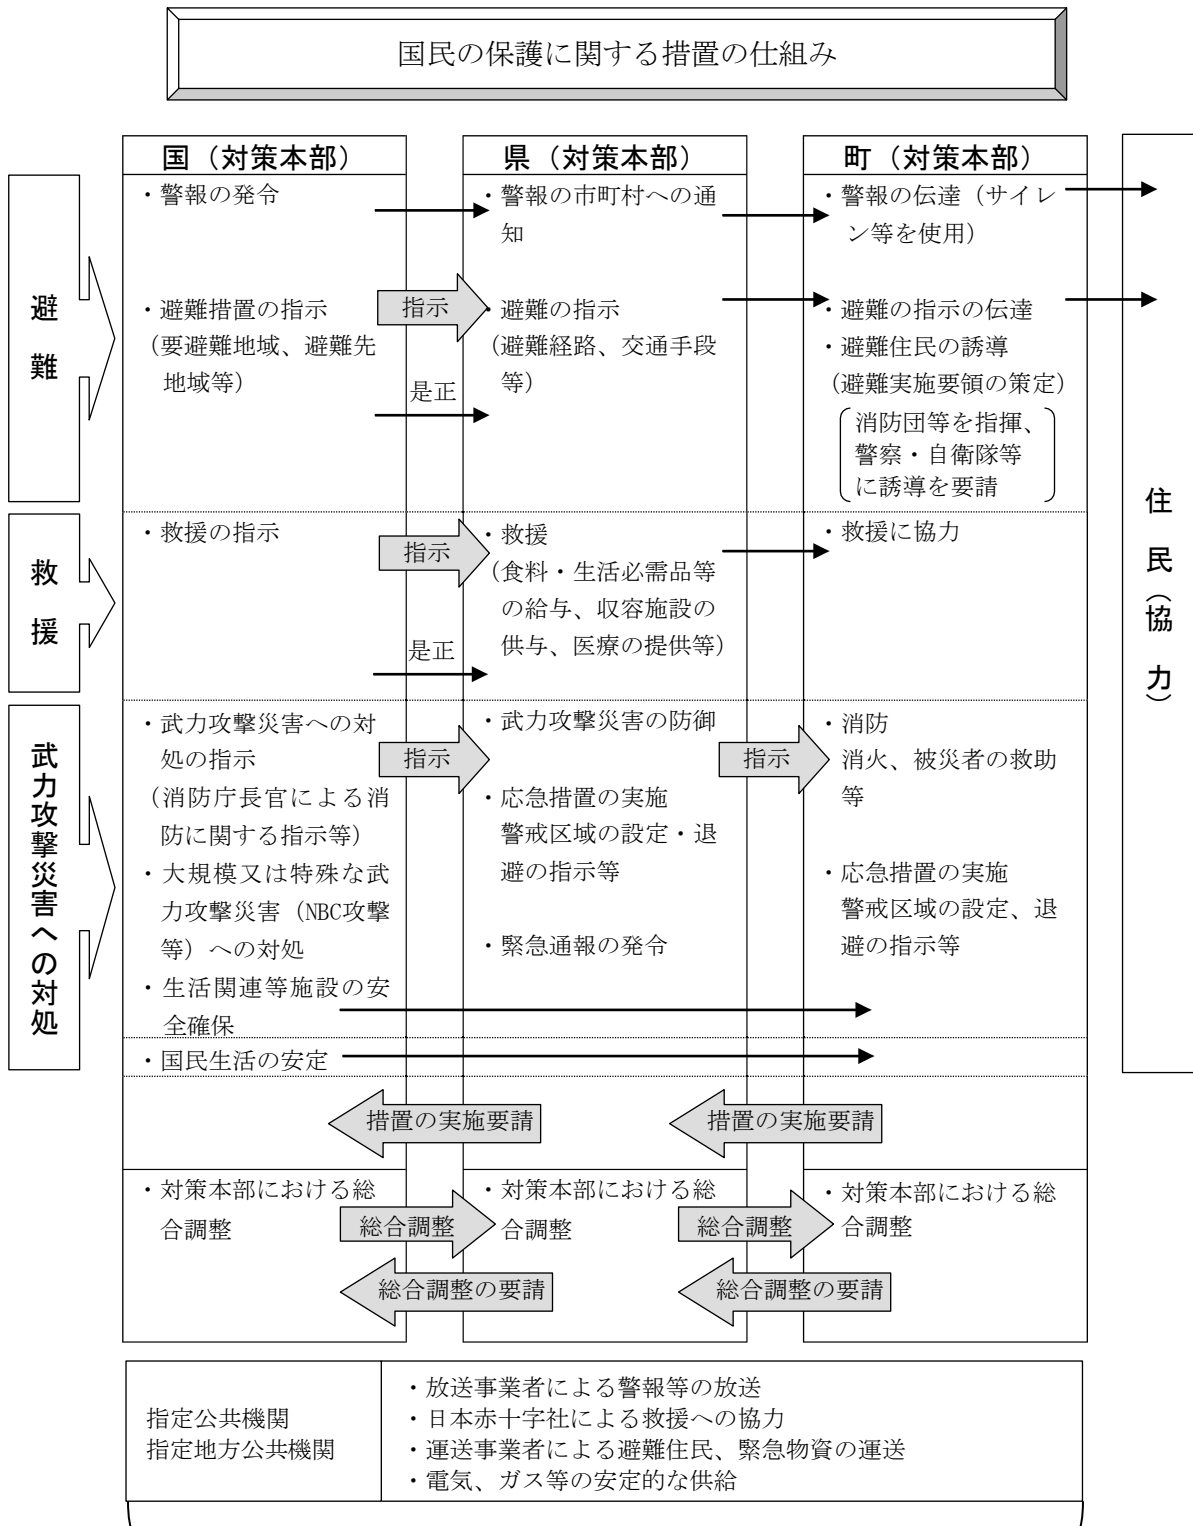 国民の保護に関する措置の仕組み
国（対策本部）
県（対策本部）
町（対策本部）
避難
・警報の発令
・警報の市町村への通
知
・警報の伝達（サイレ
ン等を使用）
・避難措置の指示
（要避難地域、避難先
地域等）
指示
是正
・避難の指示
（避難経路、交通手段
等）
・避難の指示の伝達
・避難住民の誘導
（避難実施要領の策定）
消防団等を指揮、
警察・自衛隊等
に誘導を要請
救援
・救援の指示
指示
是正
・救援
（食料・生活必需品等
の給与、収容施設の
供与、医療の提供等）
・救援に協力
武力攻撃災害への対処
・武力攻撃災害への対
処の指示
（消防庁長官による消
防に関する指示等）
・大規模又は特殊な武
力攻撃災害（NBC攻撃
等）への対処
・生活関連等施設の安
全確保
指示
・武力攻撃災害の防御
・応急措置の実施
警戒区域の設定・退
避の指示等
・緊急通報の発令
指示
・消防
消火、被災者の救助
等
・応急措置の実施
警戒区域の設定、退
避の指示等
・国民生活の安定
住民（協力）
措置の実施要請
措置の実施要請
・対策本部における総
合調整
総合調整
・対策本部における総
合調整
総合調整
・対策本部における総
合調整
総合調整の要請
総合調整の要請
指定公共機関
指定地方公共機関
・放送事業者による警報等の放送
・日本赤十字社による救援への協力
・運送事業者による避難住民、緊急物資の運送
・電気、ガス等の安定的な供給